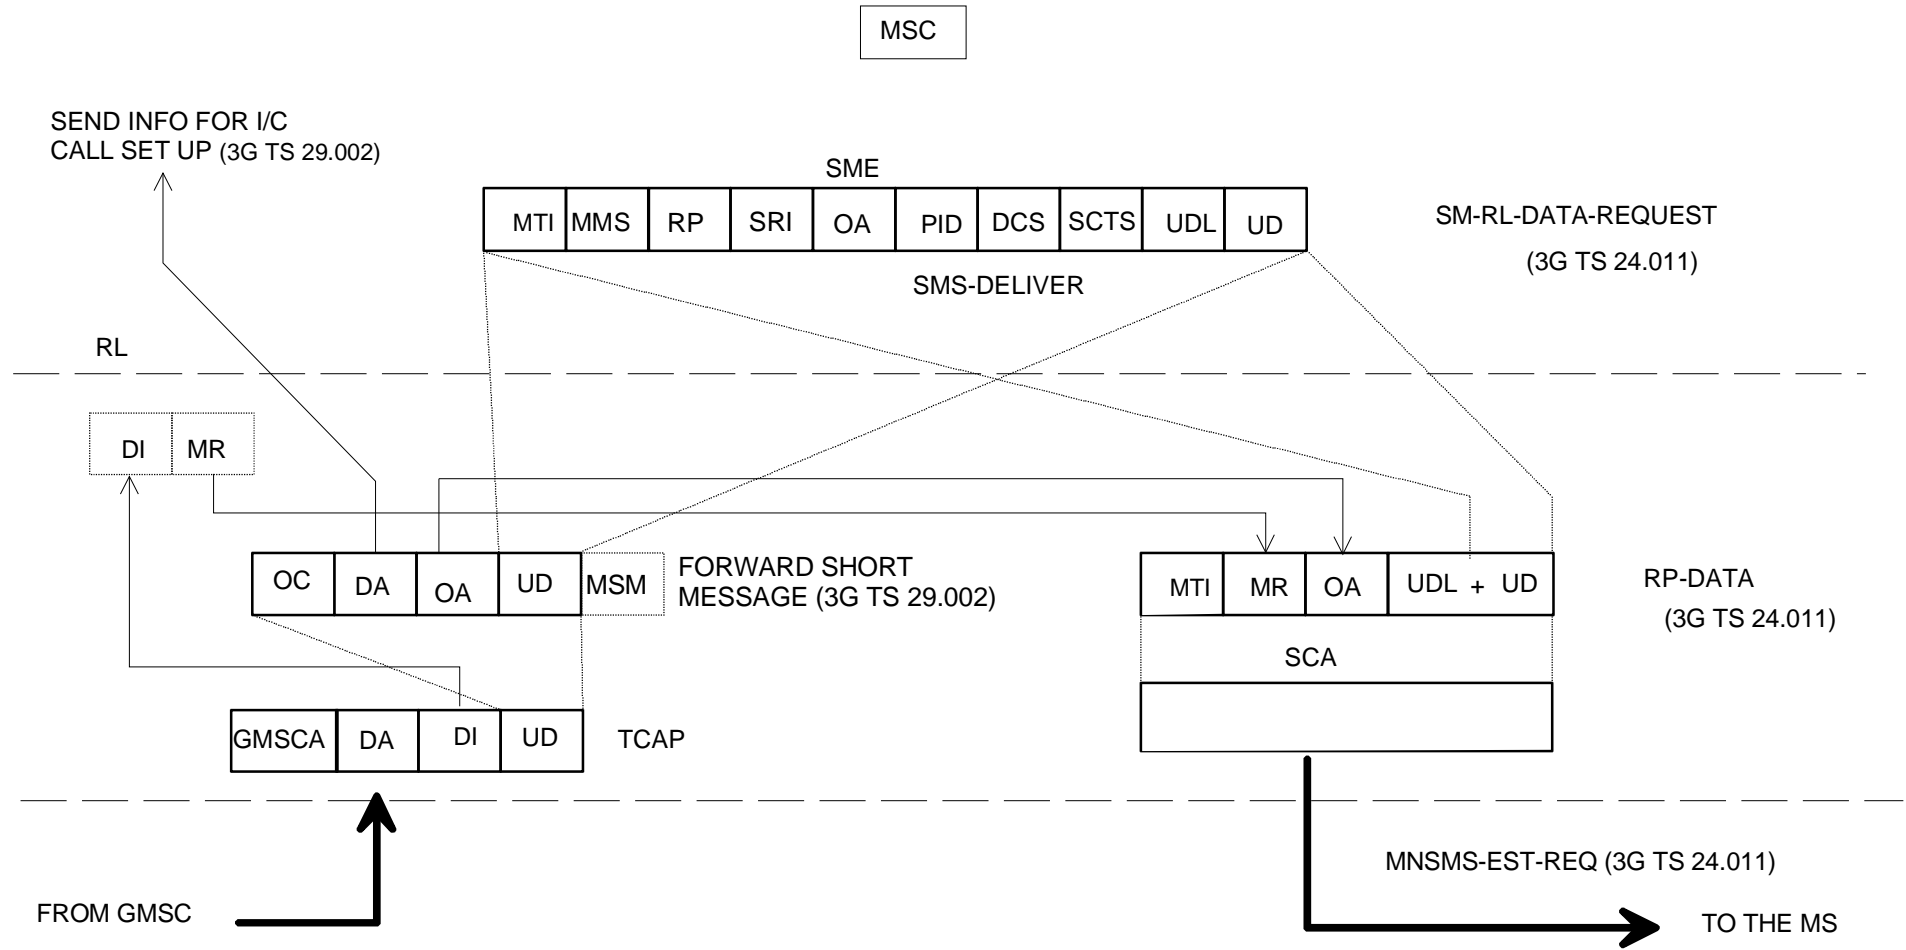 MSC
SEND INFO FOR I/C
CALL SET UP (3G TS 29.002)
SME
MTI MMS RP SRI OA PID DCS SCTS UDL UD
SM-RL-DATA-REQUEST
(3G TS 24.011)
SMS-DELIVER
RL
DI MR
OC DA OA UD MSM
FORWARD SHORT
MESSAGE (3G TS 29.002)
MTI MR OA UDL + UD
RP-DATA
(3G TS 24.011)
SCA
GMSCA DA DI UD
TCAP
MNSMS-EST-REQ (3G TS 24.011)
FROM GMSC
TO THE MS